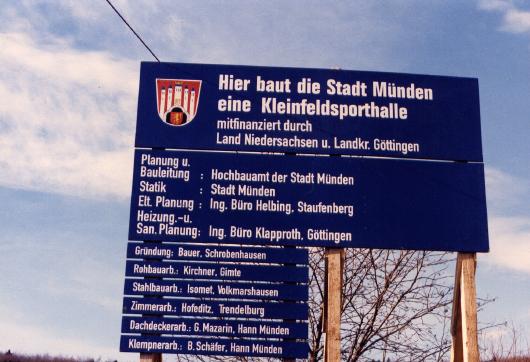 Hier baut die Stadt Münden
eine Kleinfeldsporthalle
mitfinanziert durch
Land Niedersachsen u. Landkr. Göttingen
Planung u.
Bauleitung : Hochbauamt der Stadt Münden
Statik : Stadt Münden
Elt. Planung : Ing. Büro Helbing, Staufenberg
Heizung.-u.
San. Planung: Ing. Büro Klapproth, Göttingen
Gründung: Bauer, Schrobenhausen
Rohbauarb.: Kirchner, Gimte
Stahlbauarb.: Isomet, Volkmarshausen
Zimmerarb.: Hofeditz, Trendelburg
Dachdeckerarb.: G. Mazarin, Hann Münden
Klempnerarb.: B. Schäfer, Hann Münden